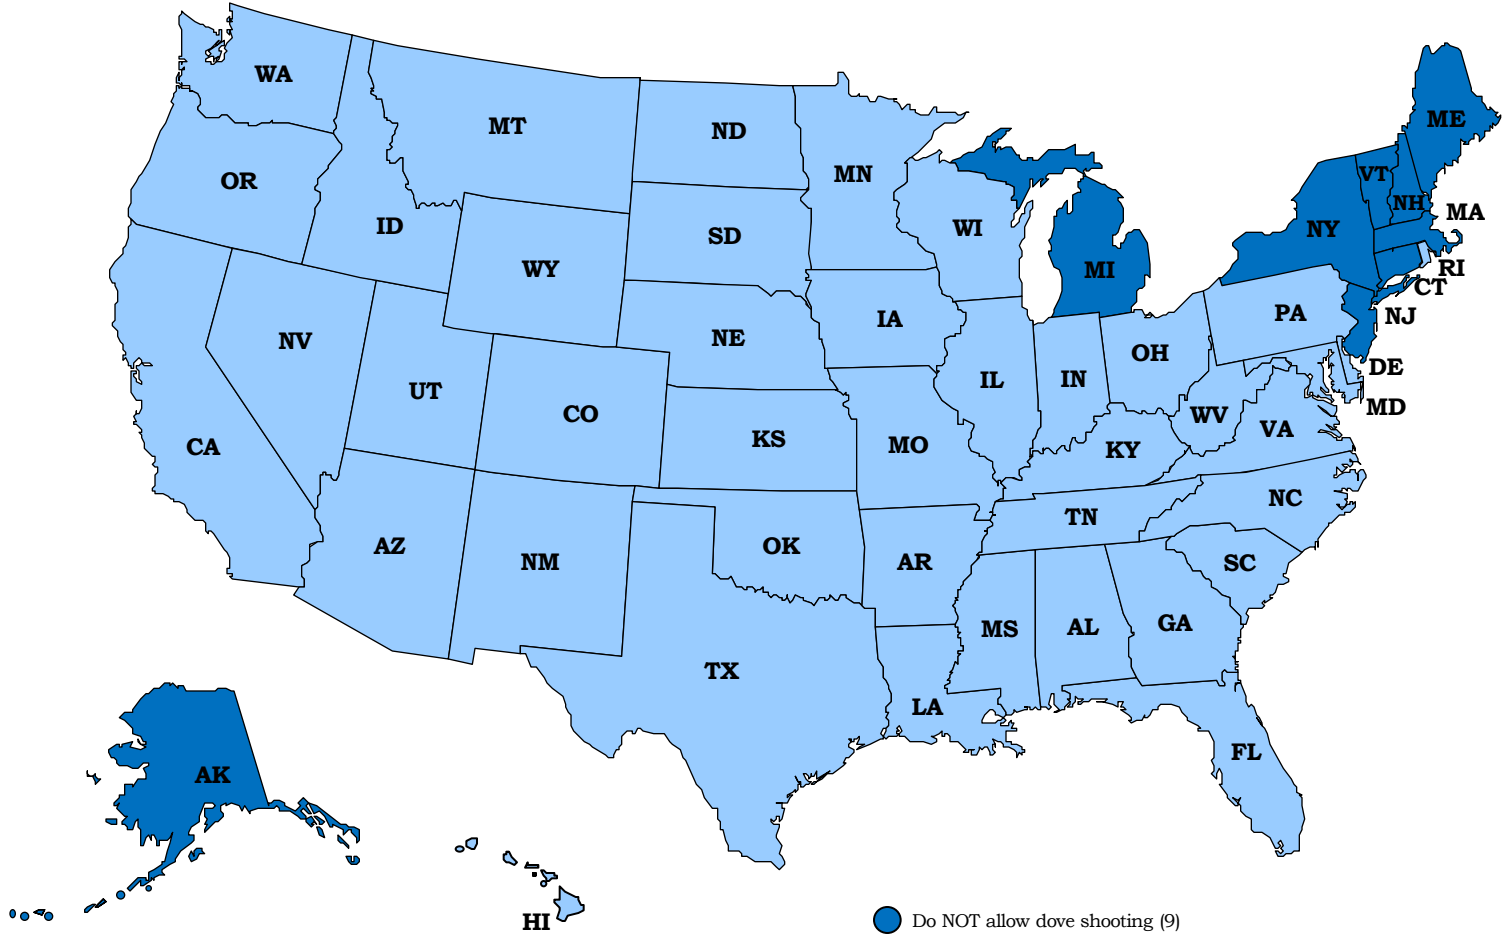 WA
MT
ND
MN
ME
VT
NH
MA
OR
ID
SD
WI
NY
WY
MI
RI
CT
NV
NE
IA
PA
NJ
UT
CO
IL
IN
OH
DE
MD
CA
KS
MO
KY
WV
VA
AZ
NM
OK
AR
TN
NC
SC
TX
LA
MS
AL
GA
FL
AK
HI
Do NOT allow dove shooting (9)